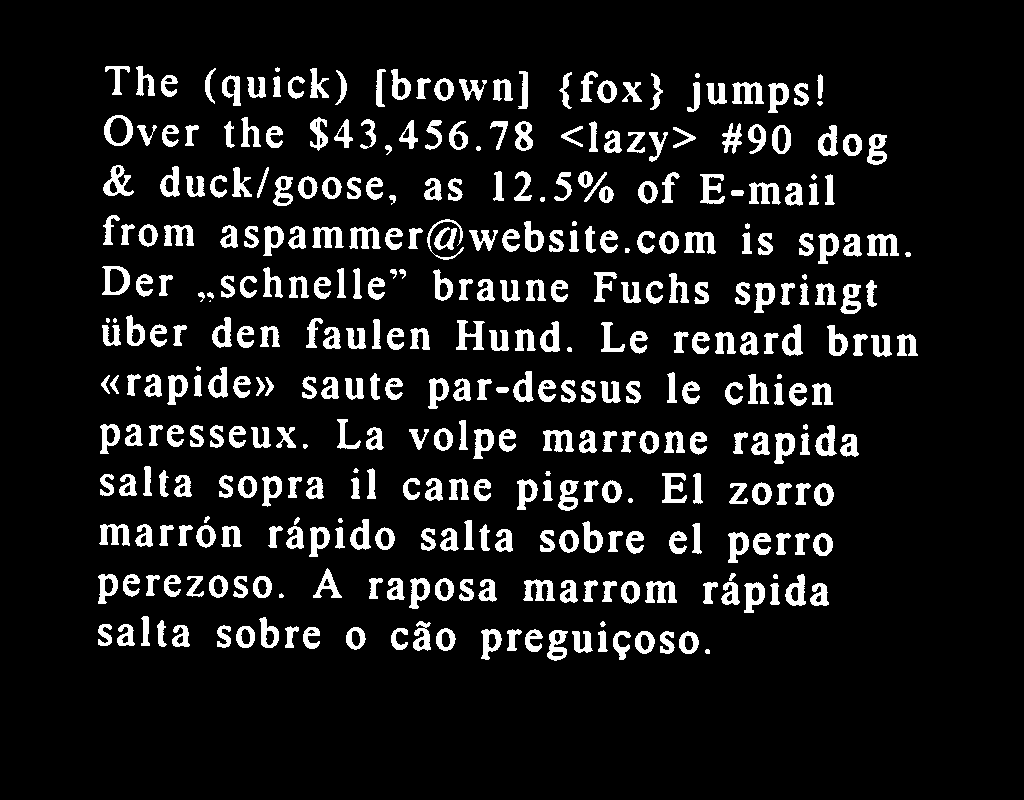 The (quick) [brown] {fox} jumps!
Over the $43,456.78 <lazy> #90 dog
& duck/goose, as 12.5% of E-mail
from aspammer@website.com is spam.
Der „schnelle” braune Fuchs springt
über den faulen Hund. Le renard brun
«rapide» saute par-dessus le chien
paresseux. La volpe marrone rapida
salta sopra il cane pigro. El zorro
marrón rápido salta sobre el perro
perezoso. A raposa marrom rápida
salta sobre o cão preguiçoso.